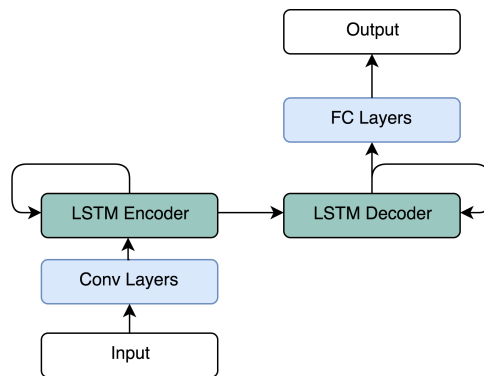 Output
FC Layers
LSTM Encoder
LSTM Decoder
Conv Layers
Input